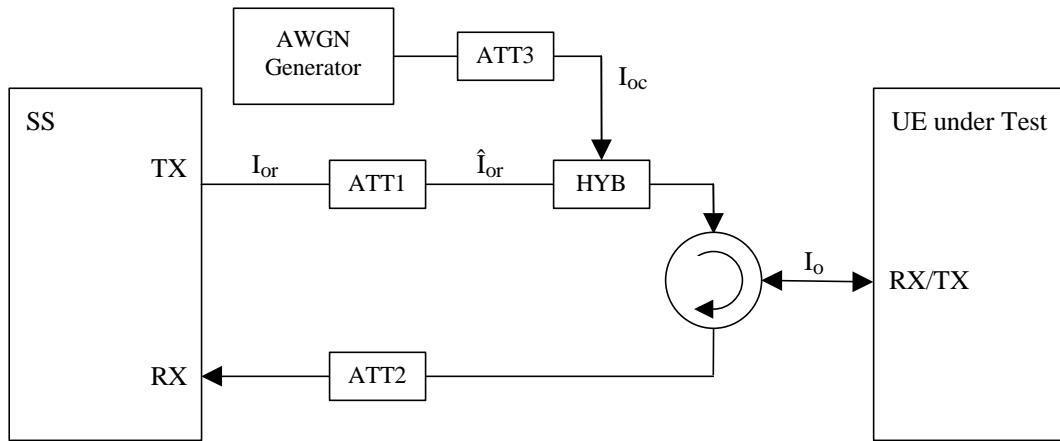 AWGN
Generator
ATT3
I_oc
SS
UE under Test
TX
I_or
ATT1
Î_or
HYB
I_o
RX/TX
RX
ATT2